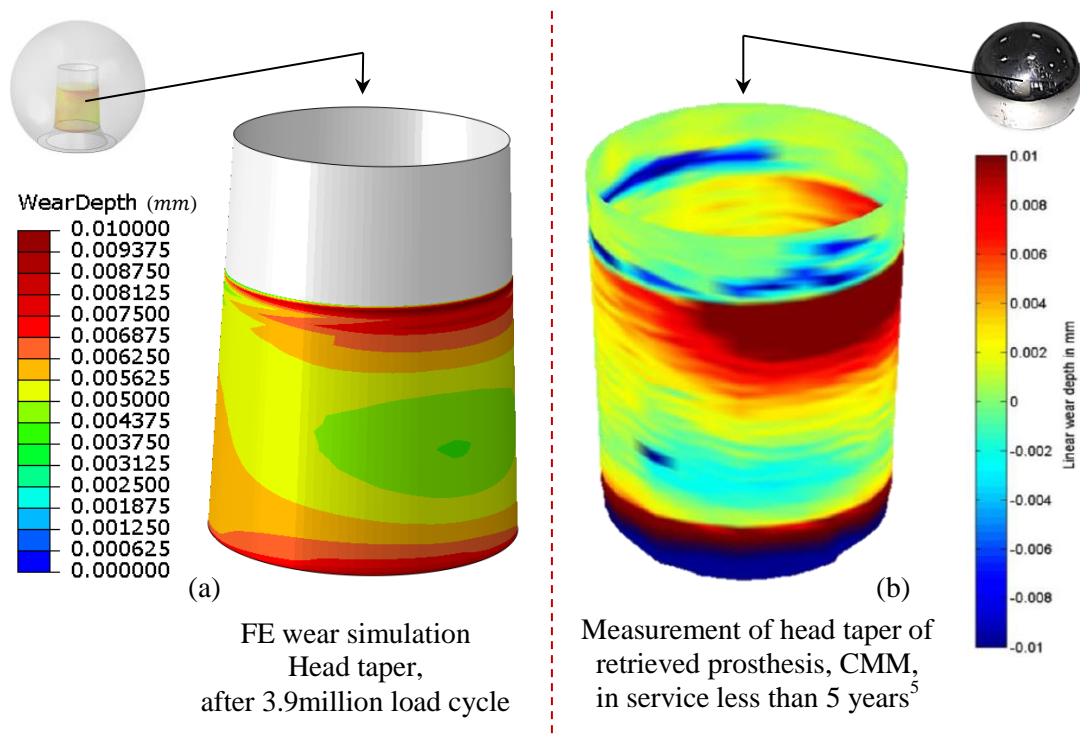 WearDepth (mm)
0.010000
0.009375
0.008750
0.008125
0.007500
0.006875
0.006250
0.005625
0.005000
0.004375
0.003750
0.003125
0.002500
0.001875
0.001250
0.000625
0.000000
(a)
FE wear simulation
Head taper,
after 3.9million load cycle
0.01
0.008
0.006
0.004
0.002
0
-0.002
-0.004
-0.006
-0.008
-0.01
Linear wear depth in mm
(b)
Measurement of head taper of
retrieved prosthesis, CMM,
in service less than 5 years⁵